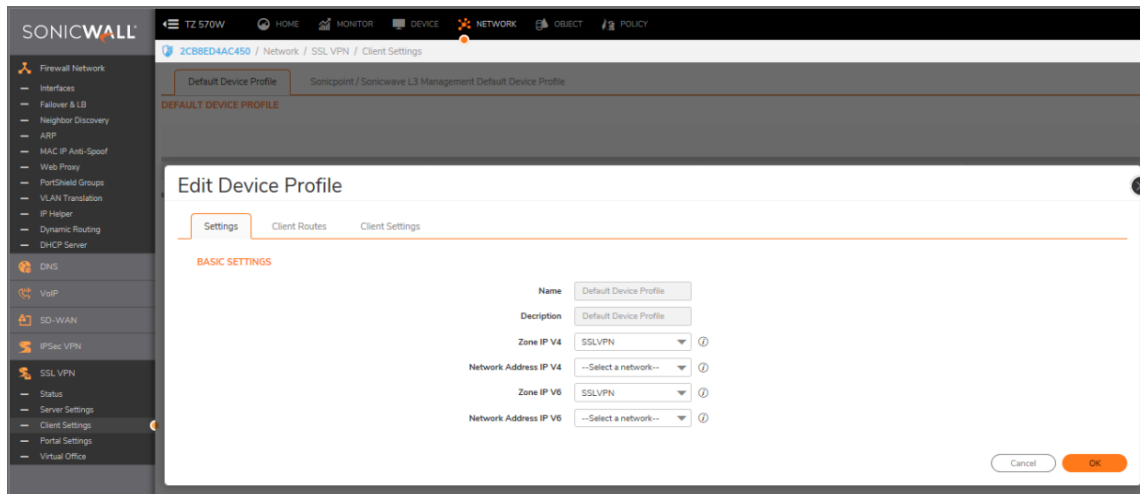 SONICWALL
TZ 570W HOME MONITOR DEVICE NETWORK OBJECT POLICY
2CB8ED4AC450 / Network / SSL VPN / Client Settings
Firewall Network
Interfaces
Failover & LB
Neighbor Discovery
ARP
MAC IP Anti-Spoof
Web Proxy
PortShield Groups
VLAN Translation
IP Helper
Dynamic Routing
DHCP Server
DNS
VoIP
SD-WAN
IPSec VPN
SSL VPN
Status
Server Settings
Client Settings
Portal Settings
Virtual Office
Default Device Profile Sonicpoint / Sonicwave L3 Management Default Device Profile
DEFAULT DEVICE PROFILE
Edit Device Profile
Settings Client Routes Client Settings
BASIC SETTINGS
Name Default Device Profile
Decription Default Device Profile
Zone IP V4 SSLVPN
Network Address IP V4 --Select a network--
Zone IP V6 SSLVPN
Network Address IP V6 --Select a network--
Cancel OK